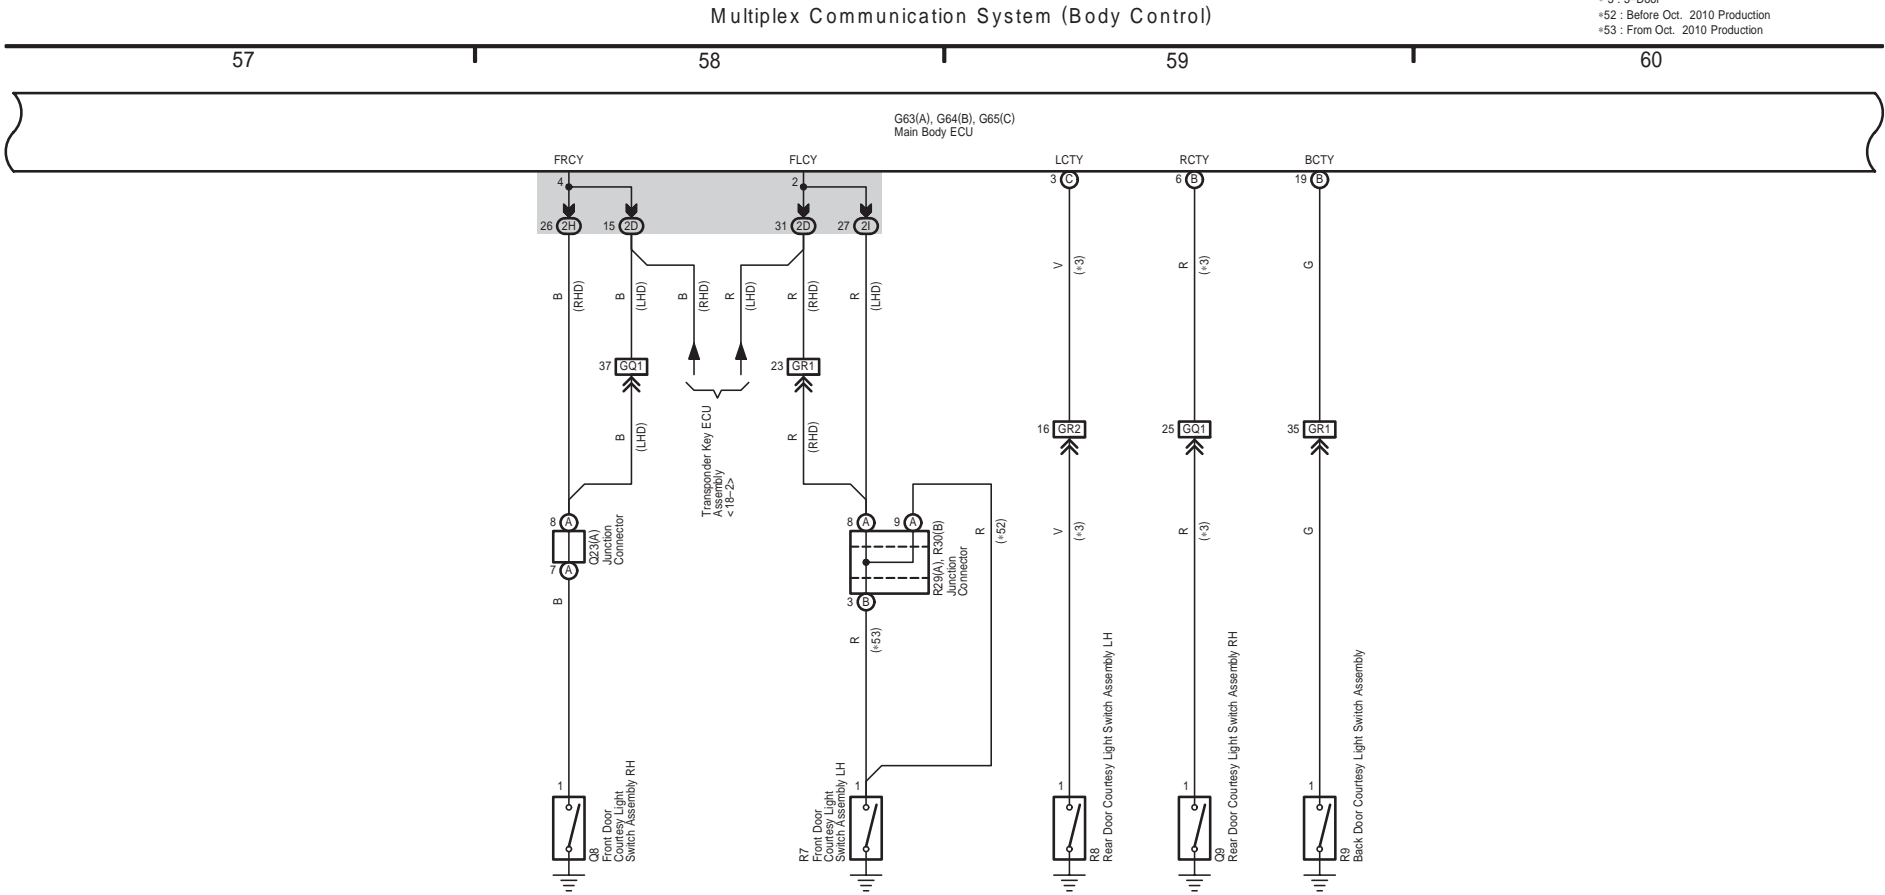 Multiplex Communication System (Body Control)
∗52 : Before Oct. 2010 Production
∗53 : From Oct. 2010 Production
57
58
59
60
G63(A), G64(B), G65(C)
Main Body ECU
FRCY
FLCY
LCTY
RCTY
BCTY
4
2
3 C
6 B
19 B
26 2H
15 2D
31 2D
27 2I
B
(RHD)
B
(LHD)
B
(RHD)
R
(LHD)
R
(RHD)
R
(LHD)
V
(∗3)
R
(∗3)
G
37 GQ1
23 GR1
16 GR2
25 GQ1
35 GR1
B
(LHD)
Transponder Key ECU
Assembly
<18–2>
R
(RHD)
8 A
Q23(A)
Junction
Connector
7 A
B
8 A
9 A
R29(A), R30(B)
Junction
Connector
3 B
R
(∗53)
R
(∗52)
V
(∗3)
R
(∗3)
G
1
Q8
Front Door
Courtesy Light
Switch Assembly RH
1
R7
Front Door
Courtesy Light
Switch Assembly LH
1
R8
Rear Door Courtesy Light Switch Assembly LH
1
Q9
Rear Door Courtesy Light Switch Assembly RH
1
R9
Back Door Courtesy Light Switch Assembly